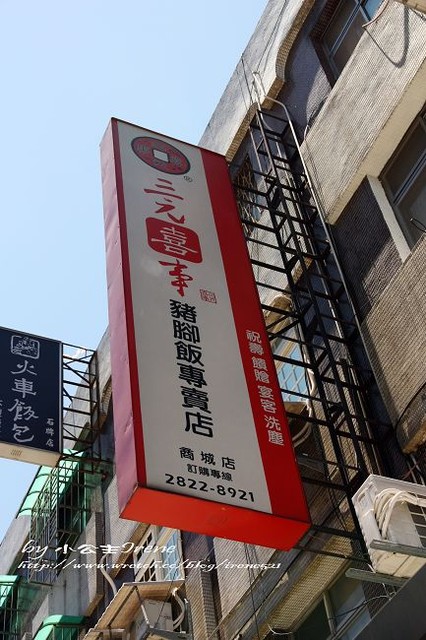 三元喜事
®
豬腳飯專賣店
祝壽 餽贈 宴客 洗塵
商城店
訂購專線
2822-8921
火車飯包
石牌店
by 小公主Irene
http://www.wretch.cc/blog/irene521